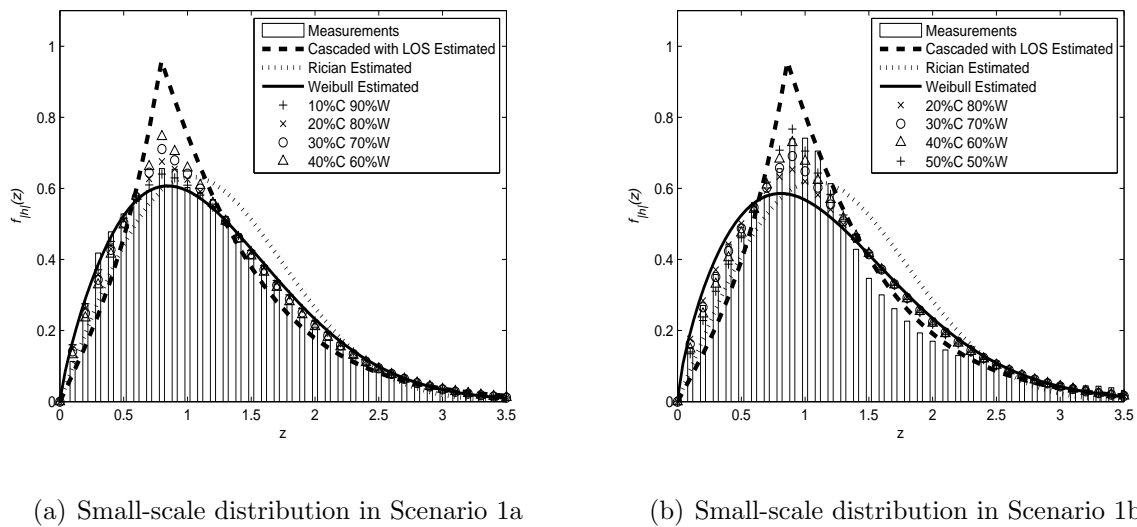 1
0.8
0.6
0.4
0.2
0
f|h|(z)
0 0.5 1 1.5 2 2.5 3 3.5
z
Measurements
Cascaded with LOS Estimated
Rician Estimated
Weibull Estimated
10%C 90%W
20%C 80%W
30%C 70%W
40%C 60%W
(a) Small-scale distribution in Scenario 1a
1
0.8
0.6
0.4
0.2
0
f|h|(z)
0 0.5 1 1.5 2 2.5 3 3.5
z
Measurements
Cascaded with LOS Estimated
Rician Estimated
Weibull Estimated
20%C 80%W
30%C 70%W
40%C 60%W
50%C 50%W
(b) Small-scale distribution in Scenario 1b